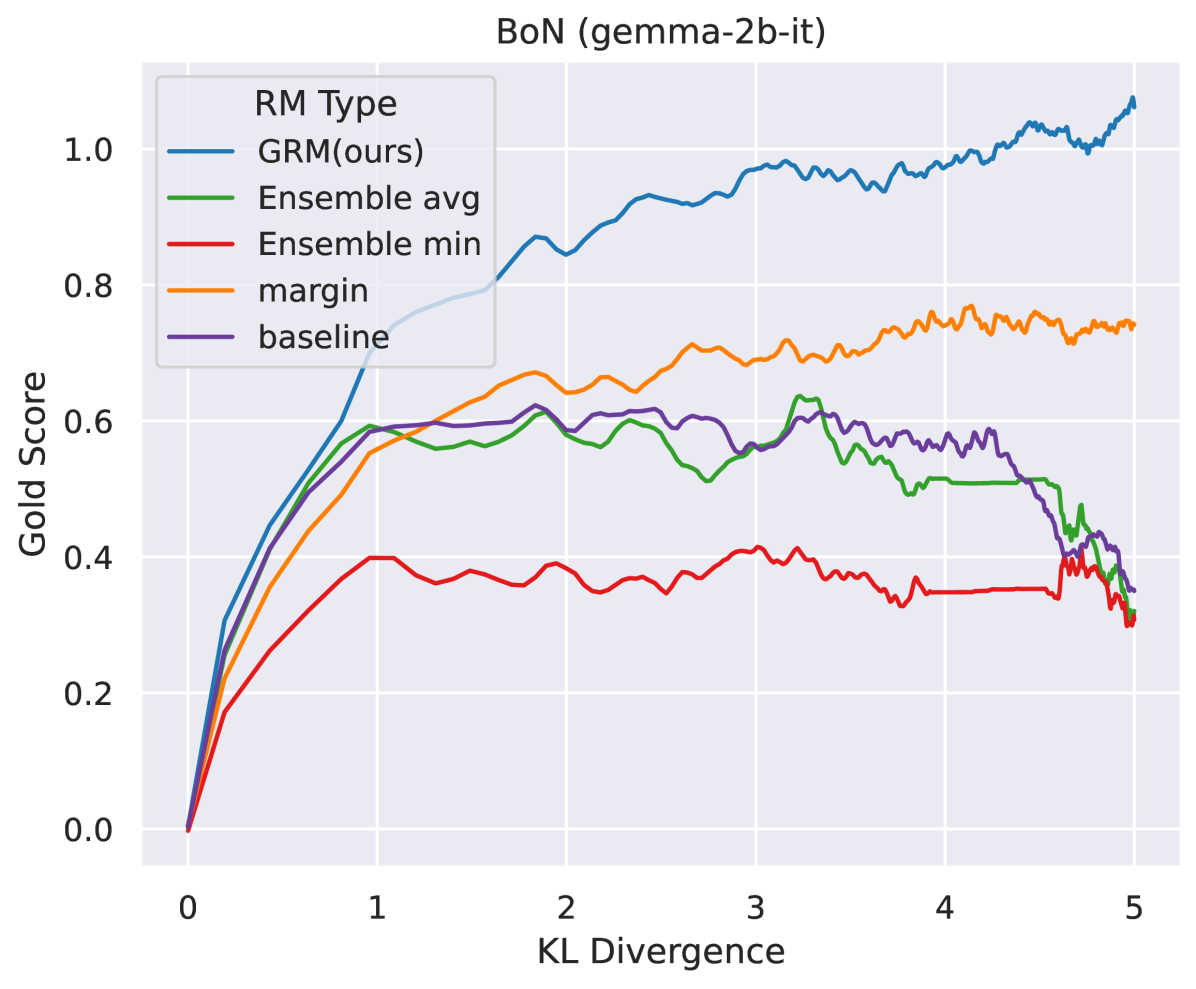 BoN (gemma-2b-it)
RM Type
GRM(ours)
Ensemble avg
Ensemble min
margin
baseline
Gold Score
1.0
0.8
0.6
0.4
0.2
0.0
0 1 2 3 4 5
KL Divergence